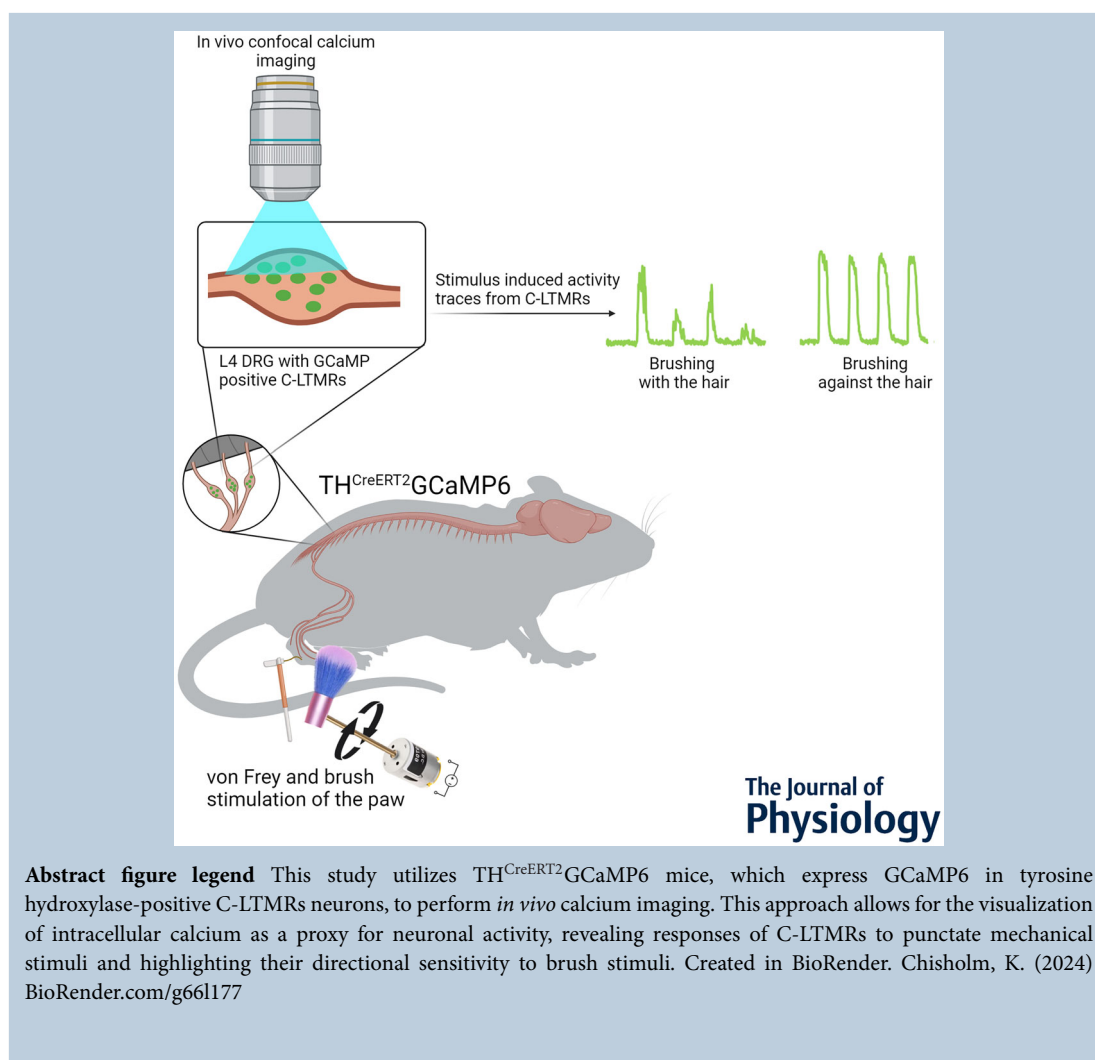 In vivo confocal calcium
imaging
Stimulus induced activity
traces from C-LTMRs
Brushing
with the hair
Brushing
against the hair
L4 DRG with GCaMP
positive C-LTMRs
TH^CreERT2GCaMP6
von Frey and brush
stimulation of the paw
The Journal of
Physiology
Abstract figure legend This study utilizes TH^CreERT2GCaMP6 mice, which express GCaMP6 in tyrosine
hydroxylase-positive C-LTMRs neurons, to perform in vivo calcium imaging. This approach allows for the visualization
of intracellular calcium as a proxy for neuronal activity, revealing responses of C-LTMRs to punctate mechanical
stimuli and highlighting their directional sensitivity to brush stimuli. Created in BioRender. Chisholm, K. (2024)
BioRender.com/g66l177